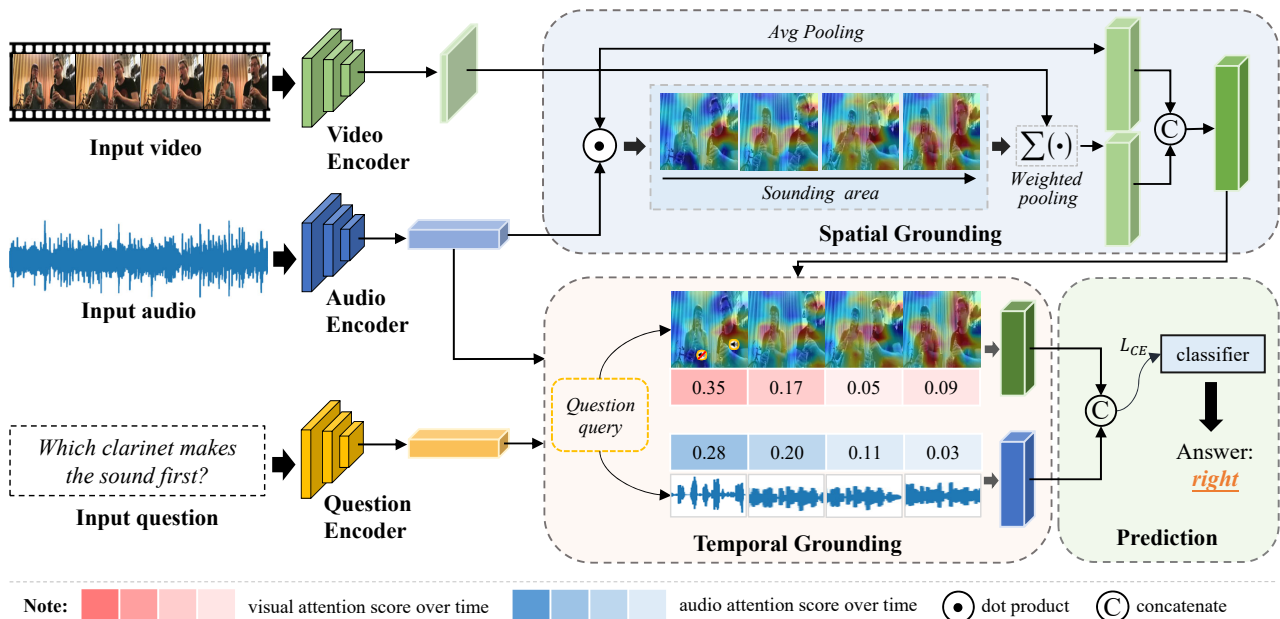 Input video
Video
Encoder
Avg Pooling
Sounding area
∑(•)
Weighted
pooling
C
Spatial Grounding
Input audio
Audio
Encoder
Which clarinet makes
the sound first?
Input question
Question
Encoder
Question
query
0.35 0.17 0.05 0.09
0.28 0.20 0.11 0.03
Temporal Grounding
C
L_CE
classifier
Answer:
right
Prediction
Note: visual attention score over time audio attention score over time dot product C concatenate